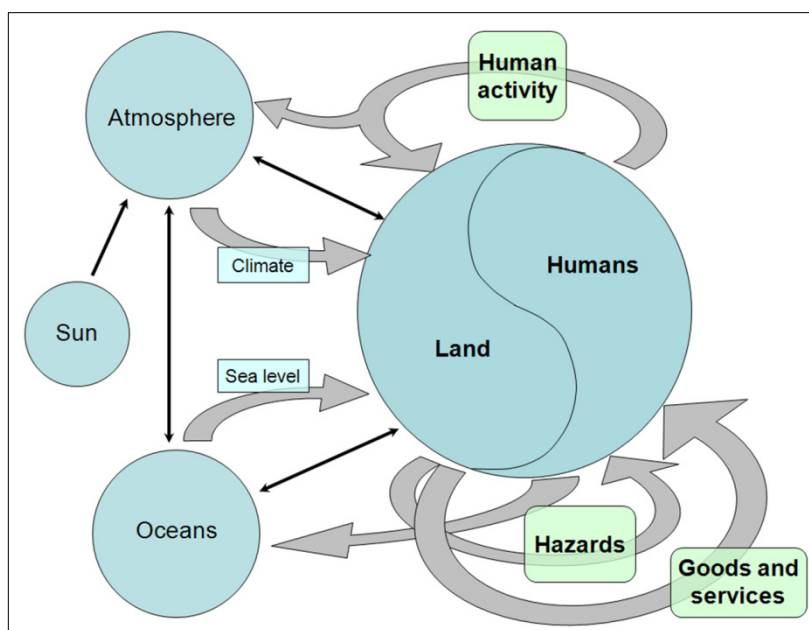 Human
activity
Atmosphere
Climate
Humans
Sun
Land
Sea level
Oceans
Hazards
Goods and
services